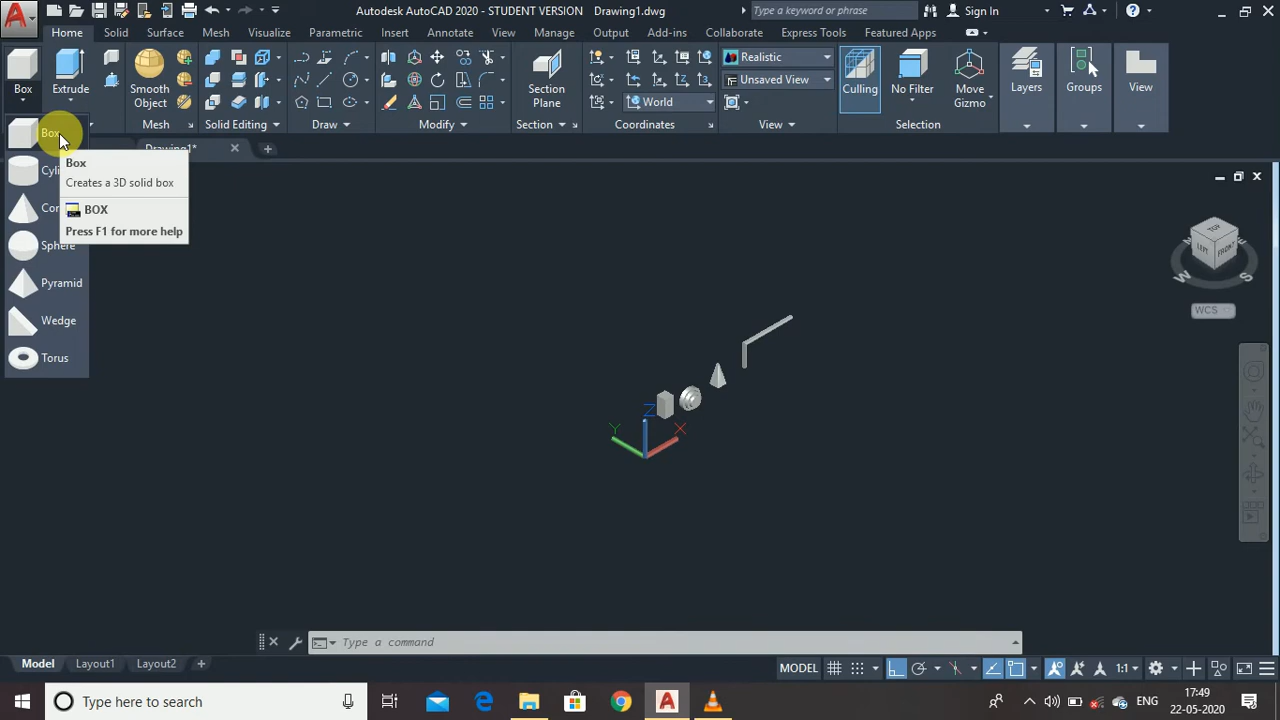 Autodesk AutoCAD 2020 - STUDENT VERSION Drawing1.dwg
Type a keyword or phrase
Sign In
Home Solid Surface Mesh Visualize Parametric Insert Annotate View Manage Output Add-ins Collaborate Express Tools Featured Apps
Box
Extrude
Smooth Object
Section Plane
Realistic
Unsaved View
World
Culling
No Filter
Move Gizmo
Layers
Groups
View
Mesh
Solid Editing
Draw
Modify
Section
Coordinates
View
Selection
Drawing1*
Box
Sphere
Pyramid
Wedge
Torus
Box
Creates a 3D solid box
BOX
Press F1 for more help
TOP
LEFT
W
S
WCS
Z
Y
X
Type a command
Model Layout1 Layout2
MODEL
1:1
Type here to search
ENG
17:49
22-05-2020